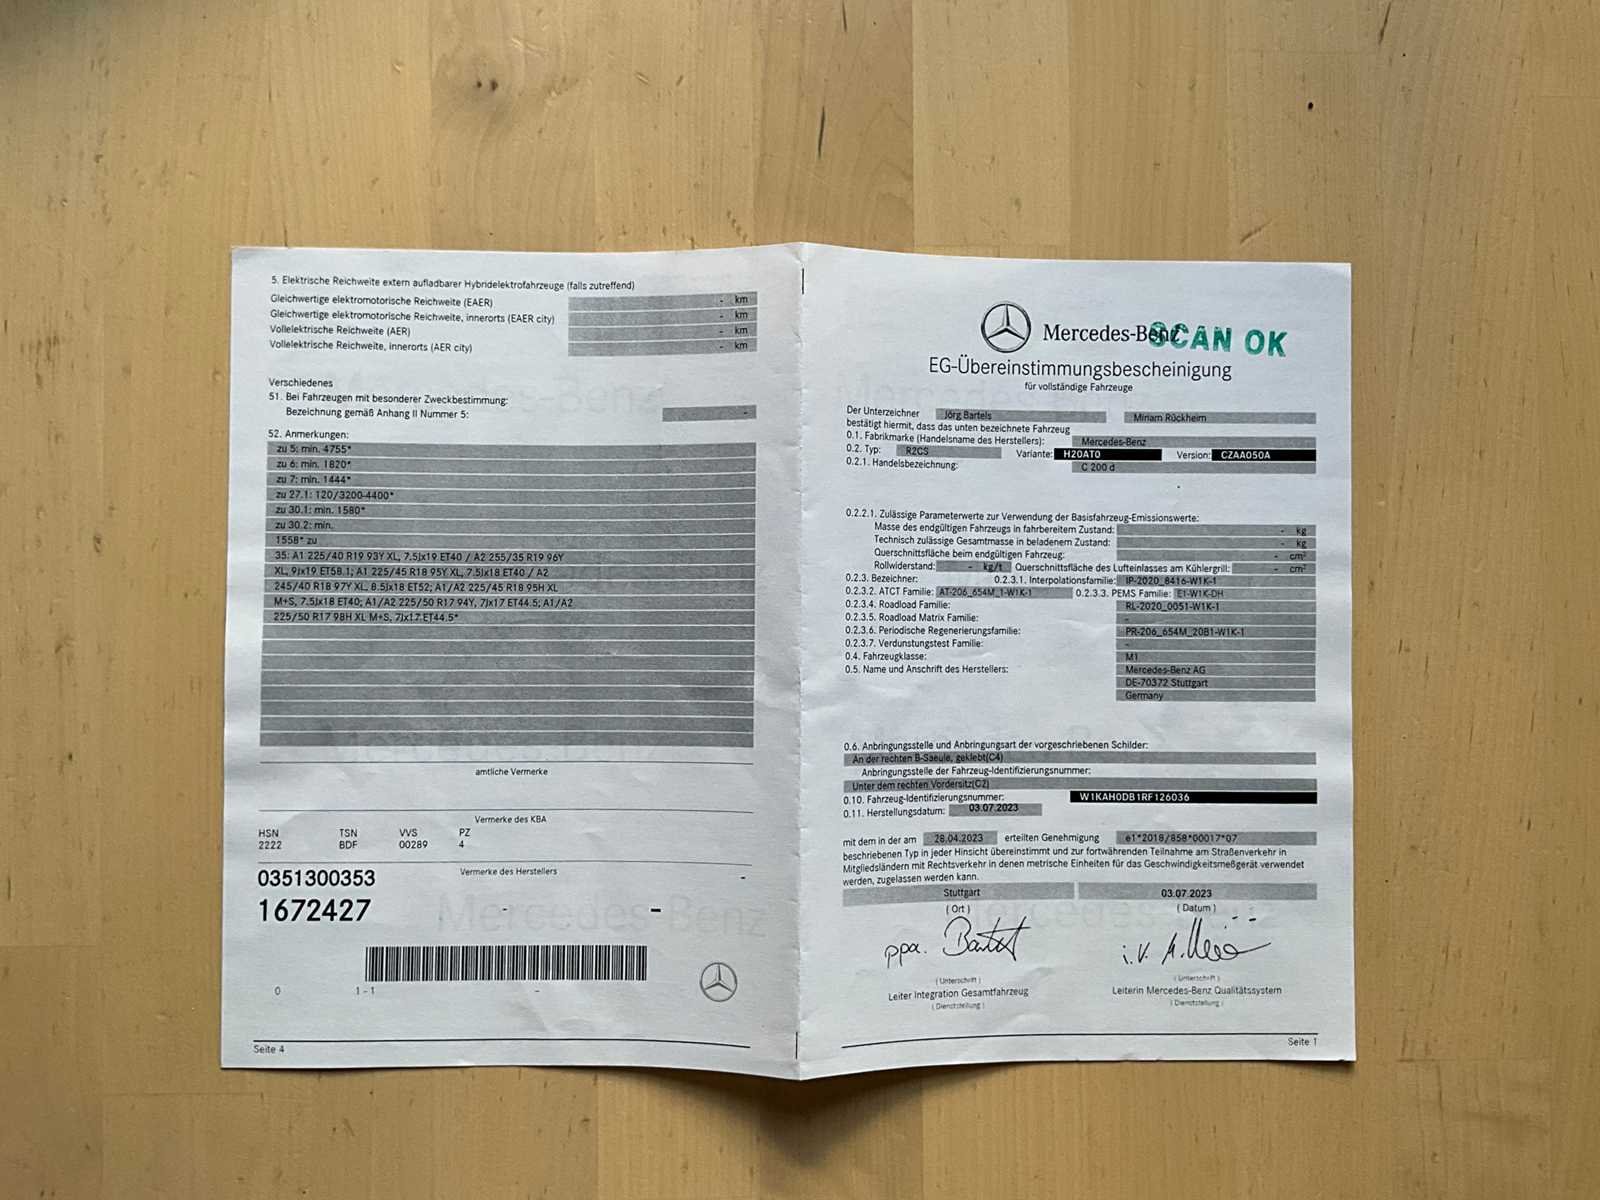 5. Elektrische Reichweite extern aufladbarer Hybridelektrofahrzeuge (falls zutreffend)
Gleichwertige elektromotorische Reichweite (EAER) - km
Gleichwertige elektromotorische Reichweite, innerorts (EAER city) - km
Vollelektrische Reichweite (AER) - km
Vollelektrische Reichweite, innerorts (AER city) - km
Verschiedenes
51. Bei Fahrzeugen mit besonderer Zweckbestimmung:
Bezeichnung gemäß Anhang II Nummer 5: -
52. Anmerkungen:
zu 5: min. 4755*
zu 6: min. 1820*
zu 7: min. 1444*
zu 27.1: 120/3200-4400*
zu 30.1: min. 1580*
zu 30.2: min.
1558* zu
35: A1 225/40 R19 93Y XL, 7.5Jx19 ET40 / A2 255/35 R19 96Y
XL, 9Jx19 ET58.1; A1 225/45 R18 95Y XL, 7.5Jx18 ET40 / A2
245/40 R18 97Y XL, 8.5Jx18 ET52; A1/A2 225/45 R18 95H XL
M+S, 7.5Jx18 ET40; A1/A2 225/50 R17 94Y, 7Jx17 ET44.5; A1/A2
225/50 R17 98H XL M+S, 7Jx17 ET44.5*
amtliche Vermerke
Vermerke des KBA
HSN TSN VVS PZ
2222 BDF 00289 4
Vermerke des Herstellers
0351300353 -
1672427 - -
0 1-1 -
Seite 4
Mercedes-Benz
SCAN OK
EG-Übereinstimmungsbescheinigung
für vollständige Fahrzeuge
Der Unterzeichner Jörg Bartels Miriam Rückheim
bestätigt hiermit, dass das unten bezeichnete Fahrzeug
0.1. Fabrikmarke (Handelsname des Herstellers): Mercedes-Benz
0.2. Typ: R2CS Variante: H20AT0 Version: CZAA050A
0.2.1. Handelsbezeichnung: C 200 d
0.2.2.1. Zulässige Parameterwerte zur Verwendung der Basisfahrzeug-Emissionswerte:
Masse des endgültigen Fahrzeugs in fahrbereitem Zustand: - kg
Technisch zulässige Gesamtmasse in beladenem Zustand: - kg
Querschnittsfläche beim endgültigen Fahrzeug: - cm²
Rollwiderstand: - kg/t Querschnittsfläche des Lufteinlasses am Kühlergrill: - cm²
0.2.3. Bezeichner: 0.2.3.1. Interpolationsfamilie: IP-2020_8416-W1K-1
0.2.3.2. ATCT Familie: AT-206_654M_1-W1K-1 0.2.3.3. PEMS Familie: E1-W1K-DH
0.2.3.4. Roadload Familie: RL-2020_0051-W1K-1
0.2.3.5. Roadload Matrix Familie: -
0.2.3.6. Periodische Regenerierungsfamilie: PR-206_654M_20B1-W1K-1
0.2.3.7. Verdunstungstest Familie: -
0.4. Fahrzeugklasse: M1
0.5. Name und Anschrift des Herstellers: Mercedes-Benz AG
DE-70372 Stuttgart
Germany
0.6. Anbringungsstelle und Anbringungsart der vorgeschriebenen Schilder:
An der rechten B-Saeule, geklebt(C4)
Anbringungsstelle der Fahrzeug-Identifizierungsnummer:
Unter dem rechten Vordersitz(C2)
0.10. Fahrzeug-Identifizierungsnummer: W1KAH0DB1RF126036
0.11. Herstellungsdatum: 03.07.2023
mit dem in der am 28.04.2023 erteilten Genehmigung e1*2018/858*00017*07
beschriebenen Typ in jeder Hinsicht übereinstimmt und zur fortwährenden Teilnahme am Straßenverkehr in
Mitgliedsländern mit Rechtsverkehr in denen metrische Einheiten für das Geschwindigkeitsmeßgerät verwendet
werden, zugelassen werden kann.
Stuttgart 03.07.2023
(Ort) (Datum)
ppa. Bartels i.V. M.
(Unterschrift) (Unterschrift)
Leiter Integration Gesamtfahrzeug Leiterin Mercedes-Benz Qualitätssystem
(Dienststellung) (Dienststellung)
Seite 1